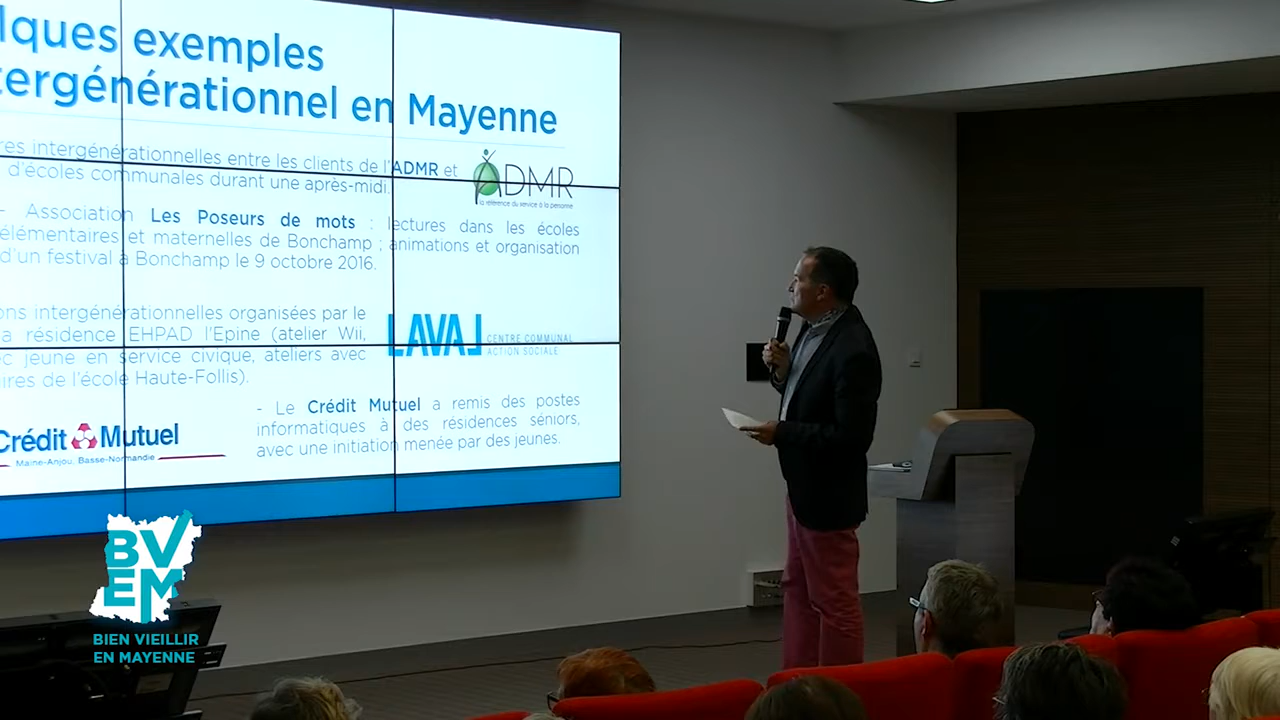 lques exemples
tergénérationnel en Mayenne
res intergénérationnelles entre les clients de l'ADMR et
d'écoles communales durant une après-midi.
ADMR
la référence du service à la personne
- Association Les Poseurs de mots : lectures dans les écoles
élémentaires et maternelles de Bonchamp ; animations et organisation
d'un festival à Bonchamp le 9 octobre 2016.
ons intergénérationnelles organisées par le
a résidence EHPAD l'Epine (atelier Wii,
ec jeune en service civique, ateliers avec
ires de l'école Haute-Follis).
LAVAL
CENTRE COMMUNAL
ACTION SOCIALE
- Le Crédit Mutuel a remis des postes
informatiques à des résidences séniors,
avec une initiation menée par des jeunes.
Crédit Mutuel
Maine-Anjou, Basse-Normandie
BV
EM
BIEN VIEILLIR
EN MAYENNE